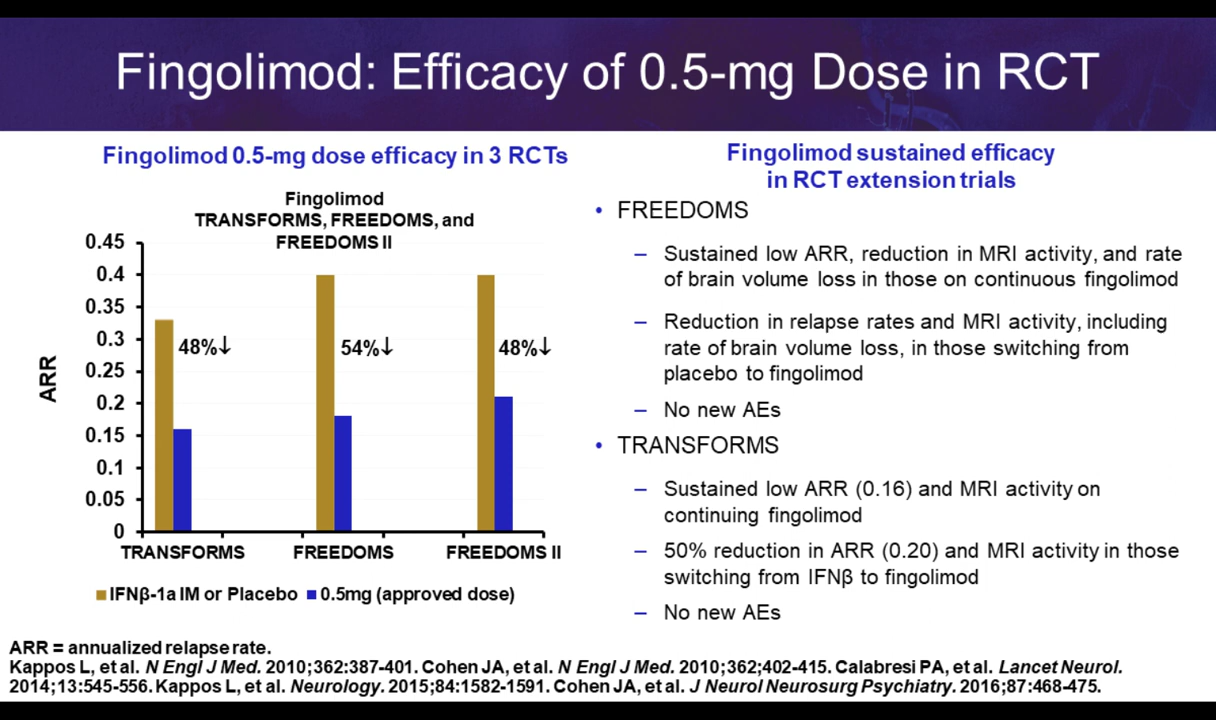 Fingolimod: Efficacy of 0.5-mg Dose in RCT
Fingolimod 0.5-mg dose efficacy in 3 RCTs
Fingolimod
TRANSFORMS, FREEDOMS, and
FREEDOMS II
ARR
0.45
0.4
0.35
0.3
0.25
0.2
0.15
0.1
0.05
0
48%↓
54%↓
48%↓
TRANSFORMS
FREEDOMS
FREEDOMS II
IFNβ-1a IM or Placebo
0.5mg (approved dose)
Fingolimod sustained efficacy
in RCT extension trials
• FREEDOMS
– Sustained low ARR, reduction in MRI activity, and rate
of brain volume loss in those on continuous fingolimod
– Reduction in relapse rates and MRI activity, including
rate of brain volume loss, in those switching from
placebo to fingolimod
– No new AEs
• TRANSFORMS
– Sustained low ARR (0.16) and MRI activity on
continuing fingolimod
– 50% reduction in ARR (0.20) and MRI activity in those
switching from IFNβ to fingolimod
– No new AEs
ARR = annualized relapse rate.
Kappos L, et al. N Engl J Med. 2010;362:387-401. Cohen JA, et al. N Engl J Med. 2010;362;402-415. Calabresi PA, et al. Lancet Neurol.
2014;13:545-556. Kappos L, et al. Neurology. 2015;84:1582-1591. Cohen JA, et al. J Neurol Neurosurg Psychiatry. 2016;87:468-475.